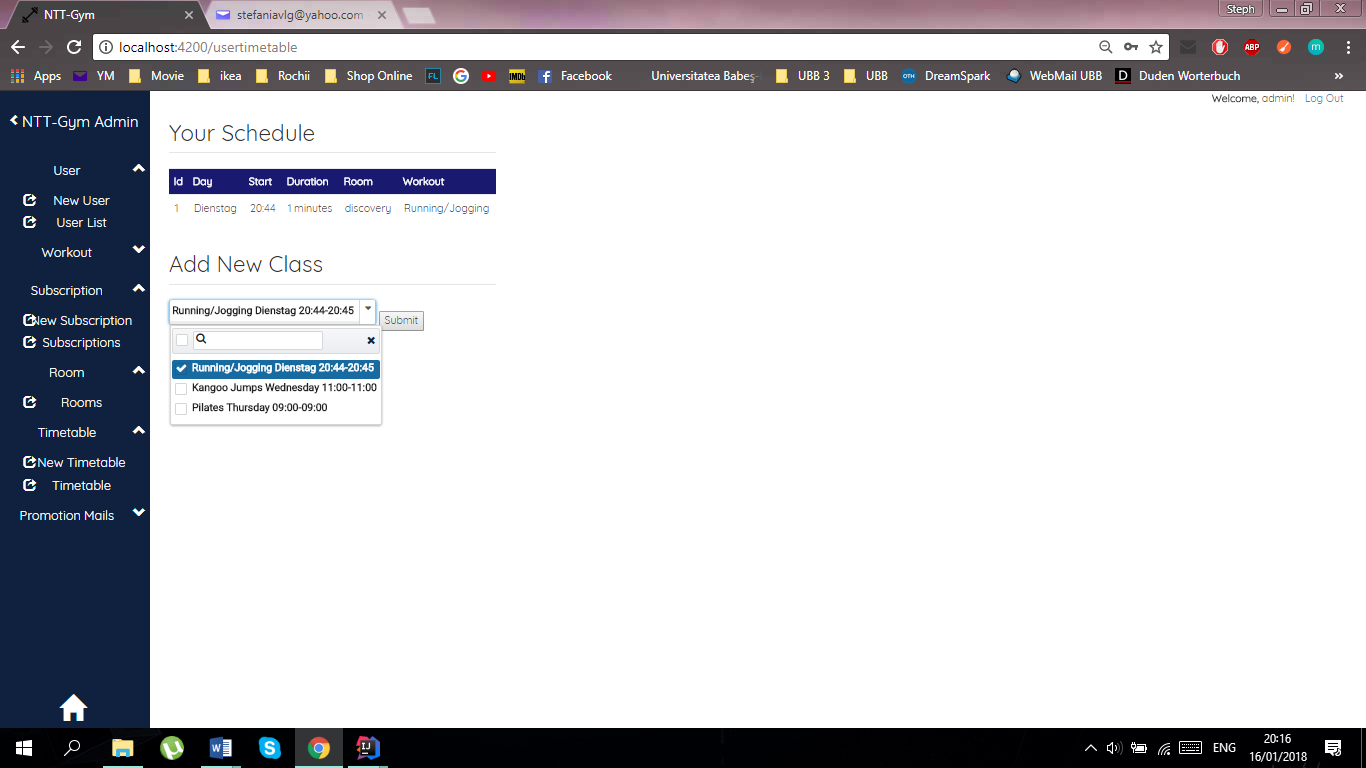 NTT-Gym
stefaniavlg@yahoo.com
Steph
localhost:4200/usertimetable
Apps YM Movie ikea Rochii Shop Online FL IMDb Facebook Universitatea Babeş- UBB 3 UBB OTH DreamSpark WebMail UBB D Duden Worterbuch »
ABP
m
Welcome, admin! Log Out
NTT-Gym Admin
User
New User
User List
Workout
Subscription
New Subscription
Subscriptions
Room
Rooms
Timetable
New Timetable
Timetable
Promotion Mails
Your Schedule
Id Day Start Duration Room Workout
1 Dienstag 20:44 1 minutes discovery Running/Jogging
Add New Class
Running/Jogging Dienstag 20:44-20:45
Submit
Running/Jogging Dienstag 20:44-20:45
Kangoo Jumps Wednesday 11:00-11:00
Pilates Thursday 09:00-09:00
ENG
20:16
16/01/2018